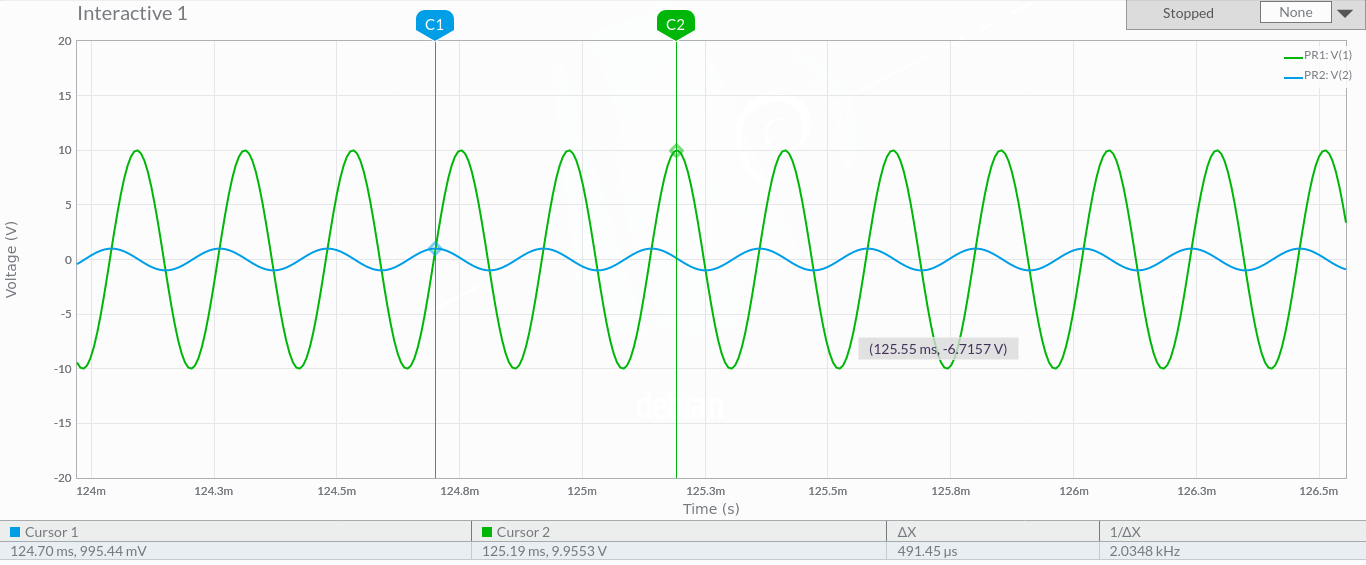 Interactive 1
Stopped
None
C1
C2
PR1: V(1)
PR2: V(2)
20
15
10
5
0
-5
-10
-15
-20
Voltage (V)
(125.55 ms, -6.7157 V)
debian
124m
124.3m
124.5m
124.8m
125m
125.3m
125.5m
125.8m
126m
126.3m
126.5m
Time (s)
Cursor 1
Cursor 2
ΔX
1/ΔX
124.70 ms, 995.44 mV
125.19 ms, 9.9553 V
491.45 µs
2.0348 kHz